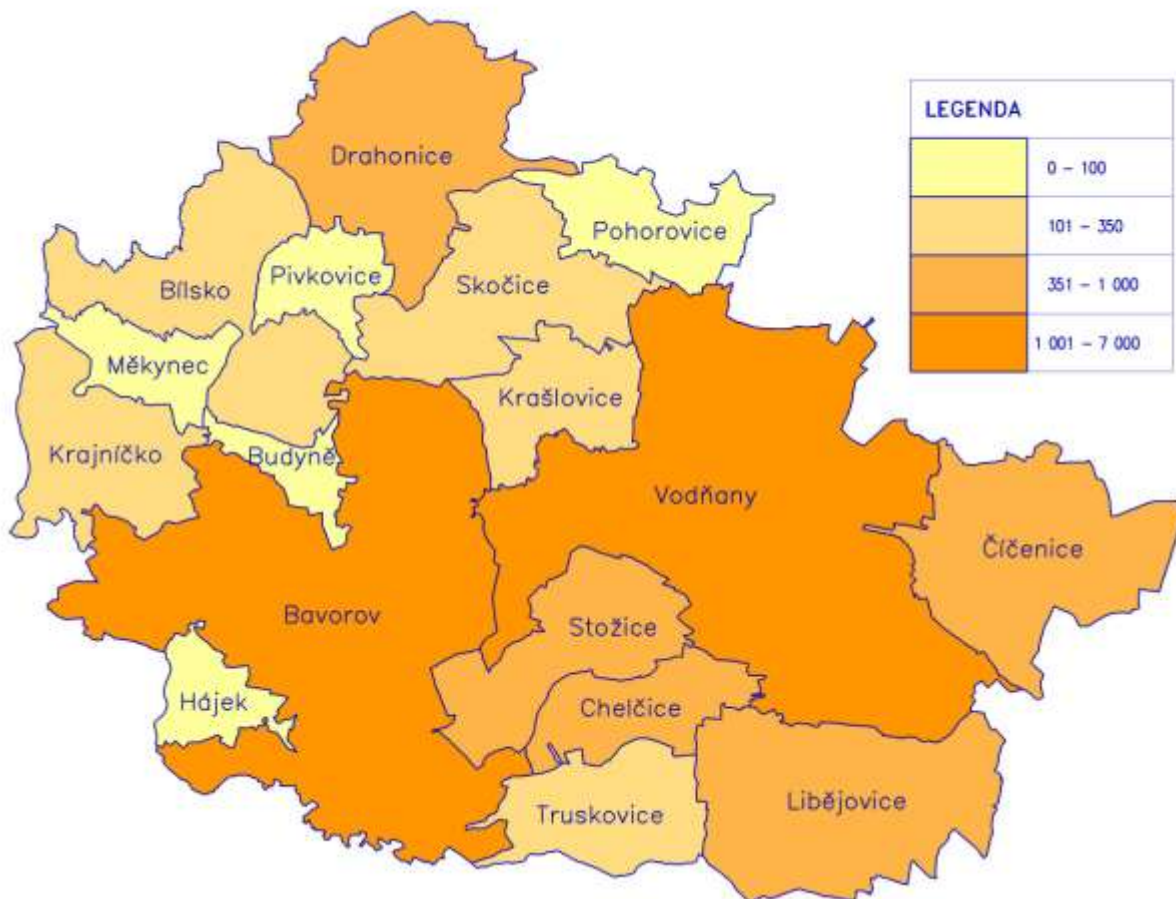 Drahonice
LEGENDA
0 – 100
101 – 350
351 – 1 000
1 001 – 7 000
Pohorovice
Bílsko
Pivkovice
Skočice
Měkynec
Krašlovice
Krajníčko
Budyně
Vodňany
Číčenice
Bavorov
Stožice
Hájek
Chelčice
Truskovice
Libějovice